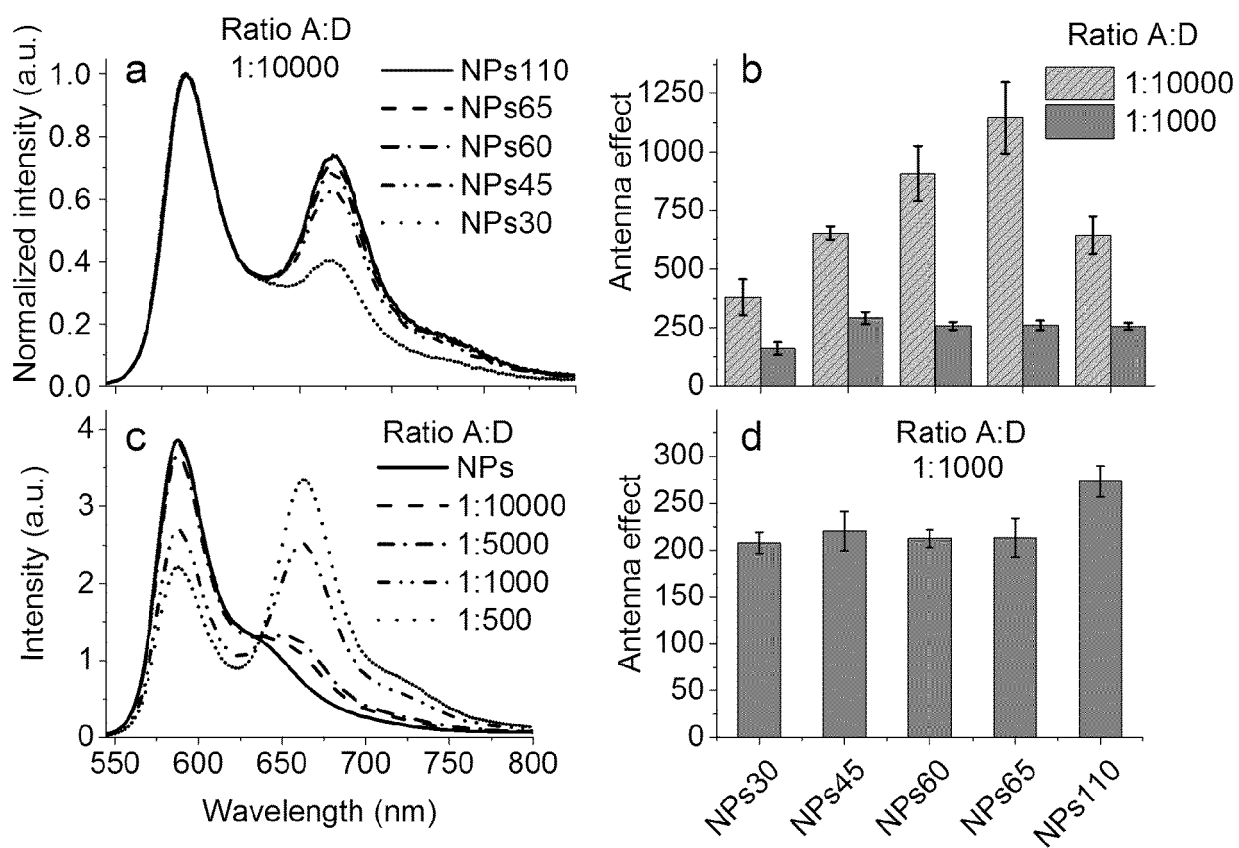 a
Ratio A:D
1:10000
NPs110
NPs65
NPs60
NPs45
NPs30
Normalized intensity (a.u.)
1.0
0.8
0.6
0.4
0.2
0.0
b
Ratio A:D
1:10000
1:1000
Antenna effect
1250
1000
750
500
250
0
c
Ratio A:D
NPs
1:10000
1:5000
1:1000
1:500
Intensity (a.u.)
4
3
2
1
0
550 600 650 700 750 800
Wavelength (nm)
d
Ratio A:D
1:1000
Antenna effect
300
250
200
150
100
50
0
NPs30 NPs45 NPs60 NPs65 NPs110